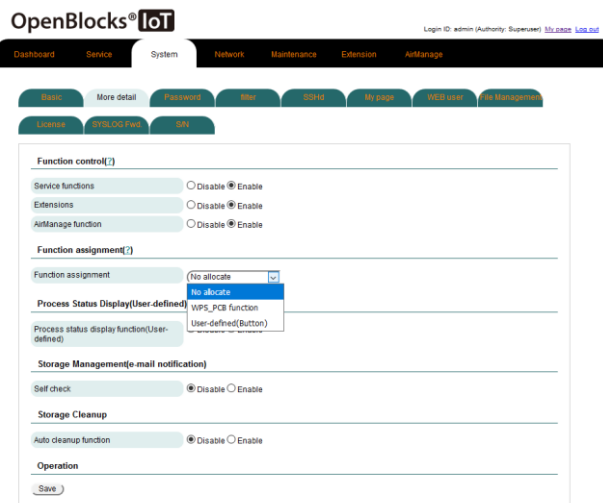 OpenBlocks® IoT
Login ID: admin (Authority: Superuser) My page Log out
Dashboard Service System Network Maintenance Extension AirManage
Basic More detail Password filter SSHd My page WEB user File Management
License SYSLOG Fwd. S/N
Function control(?)
Service functions Disable Enable
Extensions Disable Enable
AirManage function Disable Enable
Function assignment(?)
Function assignment No allocate
No allocate
WPS_PCB function
User-defined(Button)
Process Status Display(User-defined)
Process status display function(User-defined)
Storage Management(e-mail notification)
Self check Disable Enable
Storage Cleanup
Auto cleanup function Disable Enable
Operation
Save